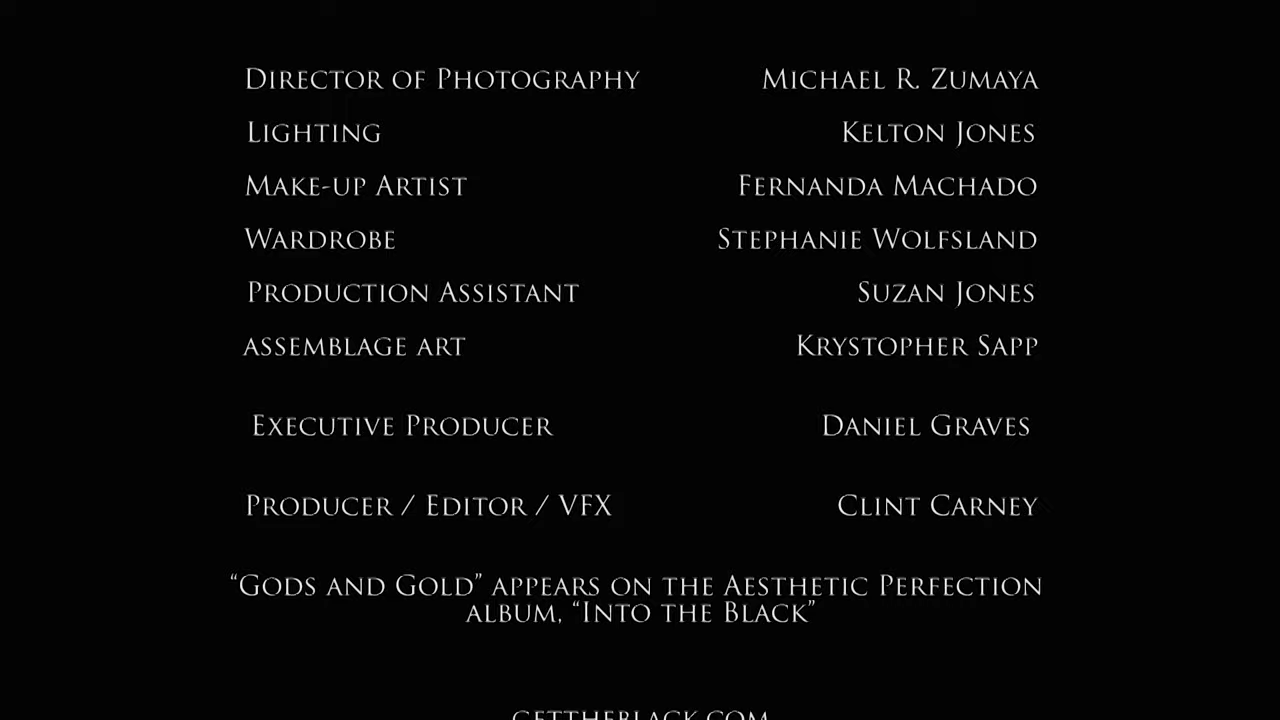 Director of Photography Michael R. Zumaya
Lighting Kelton Jones
Make-up Artist Fernanda Machado
Wardrobe Stephanie Wolfsland
Production Assistant Suzan Jones
assemblage art Krystopher Sapp
Executive Producer Daniel Graves
Producer / Editor / VFX Clint Carney
“Gods and Gold” appears on the Aesthetic Perfection
album, “Into the Black”
gettheblack.com